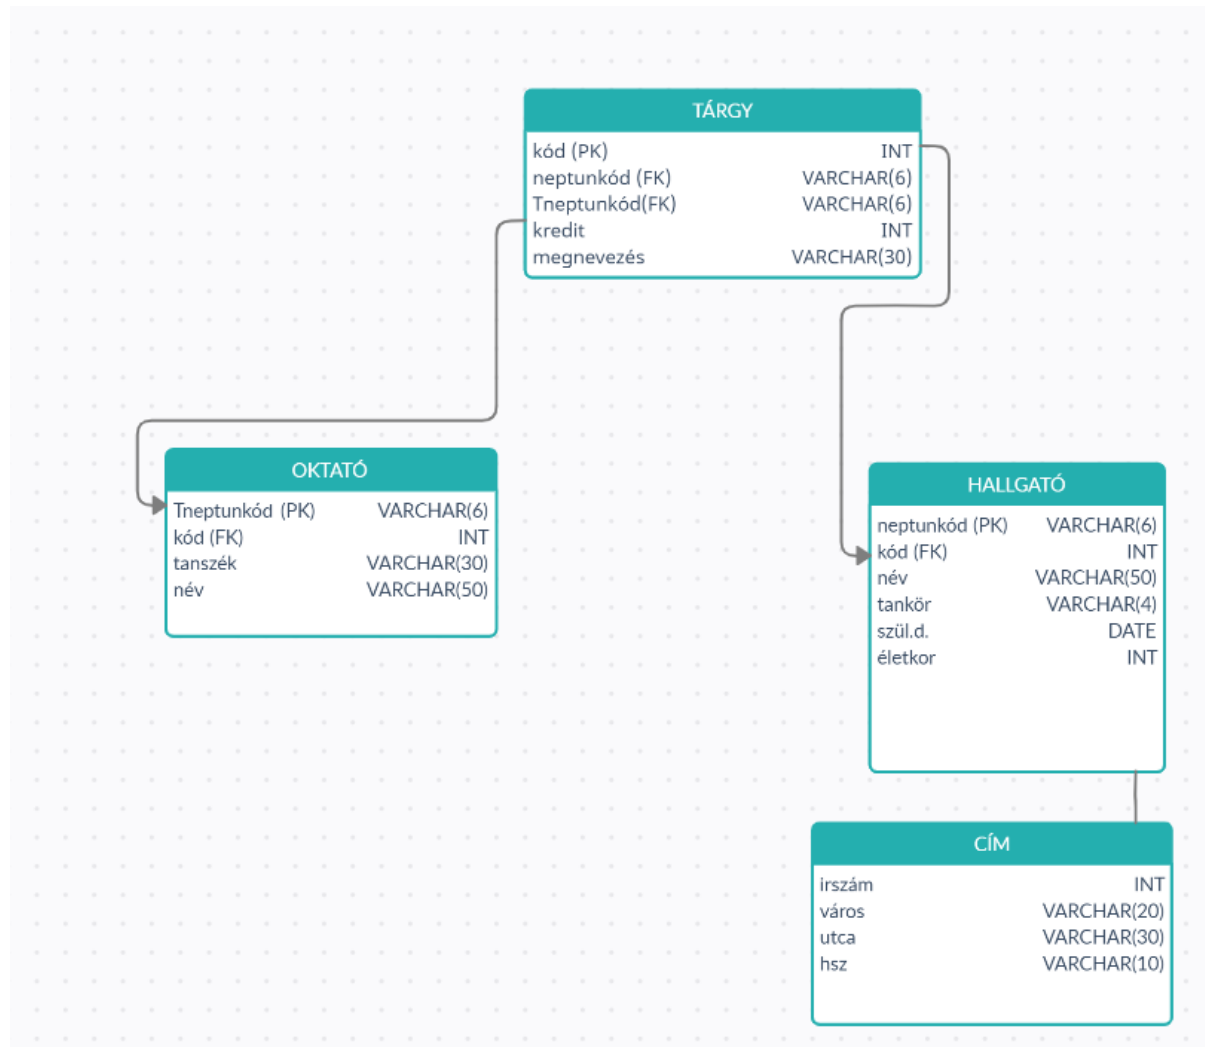 TÁRGY
kód (PK) INT
neptunkód (FK) VARCHAR(6)
Tneptunkód(FK) VARCHAR(6)
kredit INT
megnevezés VARCHAR(30)
OKTATÓ
Tneptunkód (PK) VARCHAR(6)
kód (FK) INT
tanszék VARCHAR(30)
név VARCHAR(50)
HALLGATÓ
neptunkód (PK) VARCHAR(6)
kód (FK) INT
név VARCHAR(50)
tankör VARCHAR(4)
szül.d. DATE
életkor INT
CÍM
irszám INT
város VARCHAR(20)
utca VARCHAR(30)
hsz VARCHAR(10)